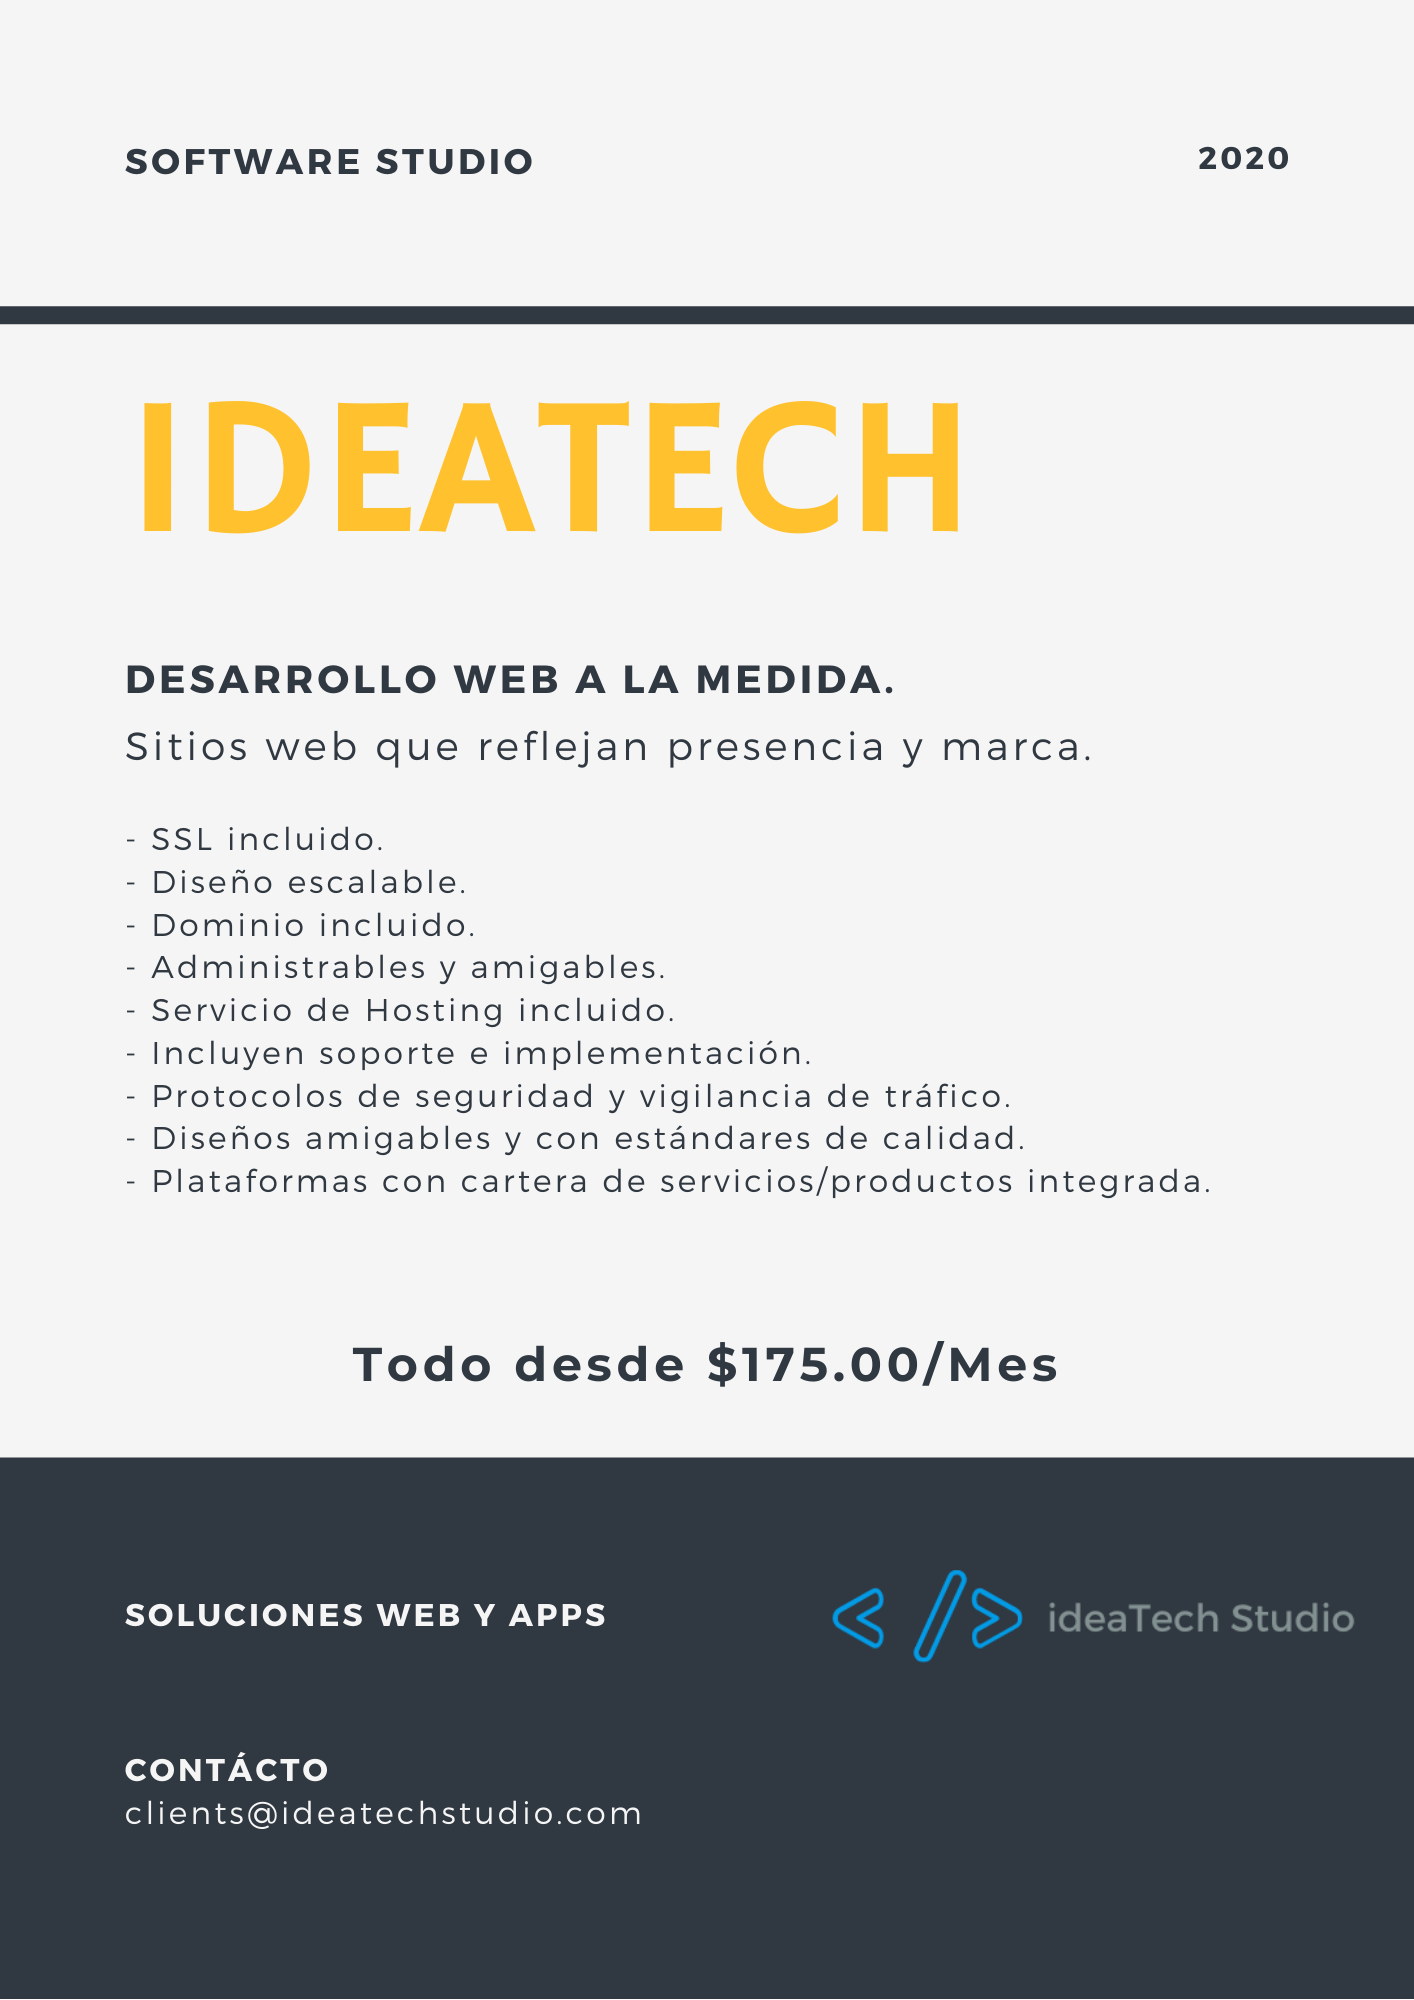 SOFTWARE STUDIO
2020
IDEATECH
DESARROLLO WEB A LA MEDIDA.
Sitios web que reflejan presencia y marca.
- SSL incluido.
- Diseño escalable.
- Dominio incluido.
- Administrables y amigables.
- Servicio de Hosting incluido.
- Incluyen soporte e implementación.
- Protocolos de seguridad y vigilancia de tráfico.
- Diseños amigables y con estándares de calidad.
- Plataformas con cartera de servicios/productos integrada.
Todo desde $175.00/Mes
SOLUCIONES WEB Y APPS
</> ideaTech Studio
CONTÁCTO
clients@ideatechstudio.com